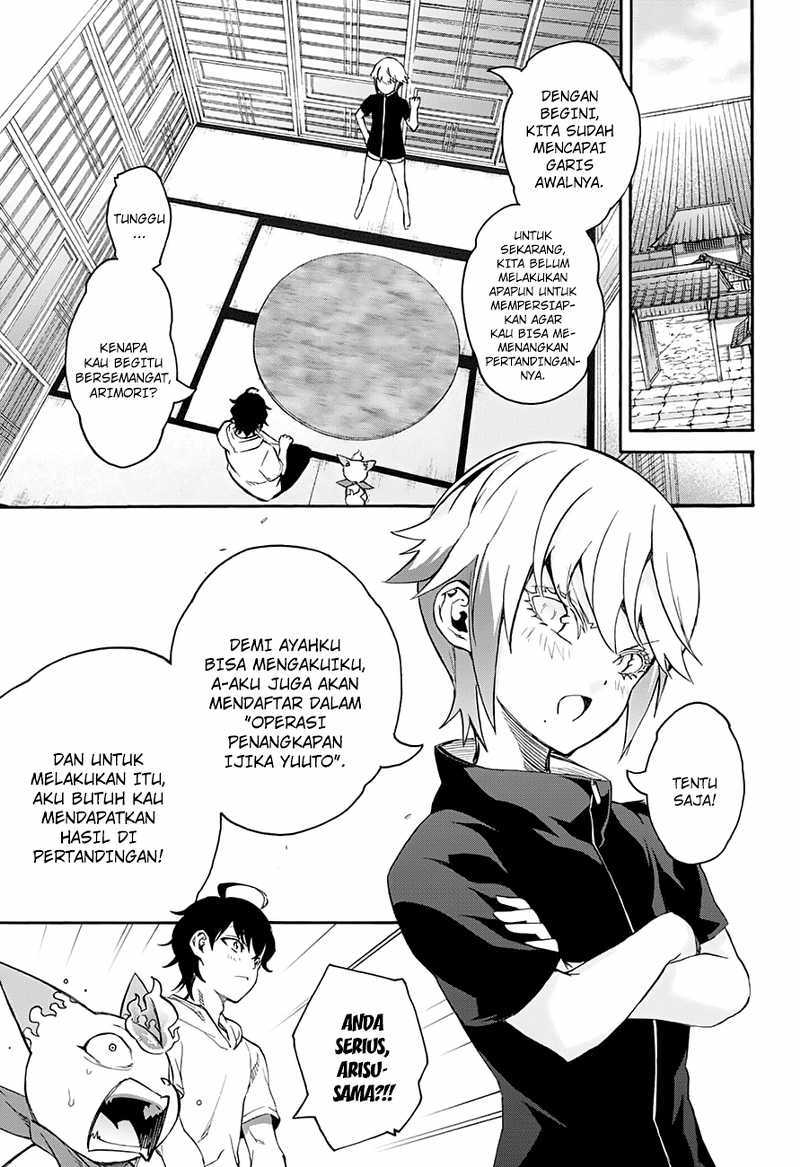 DENGAN
BEGINI,
KITA SUDAH
MENCAPAI
GARIS
AWALNYA.
UNTUK
SEKARANG,
KITA BELUM
MELAKUKAN
APAPUN UNTUK
MEMPERSIAP-
KAN AGAR
KAU BISA ME-
MENANGKAN
PERTANDINGAN-
NYA.
TUNGGU
...
KENAPA
KAU BEGITU
BERSEMANGAT,
ARIMORI?
TENTU
SAJA!
DEMI AYAHKU
BISA MENGAKUIKU,
A-AKU JUGA AKAN
MENDAFTAR DALAM
"OPERASI
PENANGKAPAN
IJIKA YUUTO".
DAN UNTUK
MELAKUKAN ITU,
AKU BUTUH KAU
MENDAPATKAN
HASIL DI
PERTANDINGAN!
ANDA
SERIUS,
ARISU-
SAMA?!!